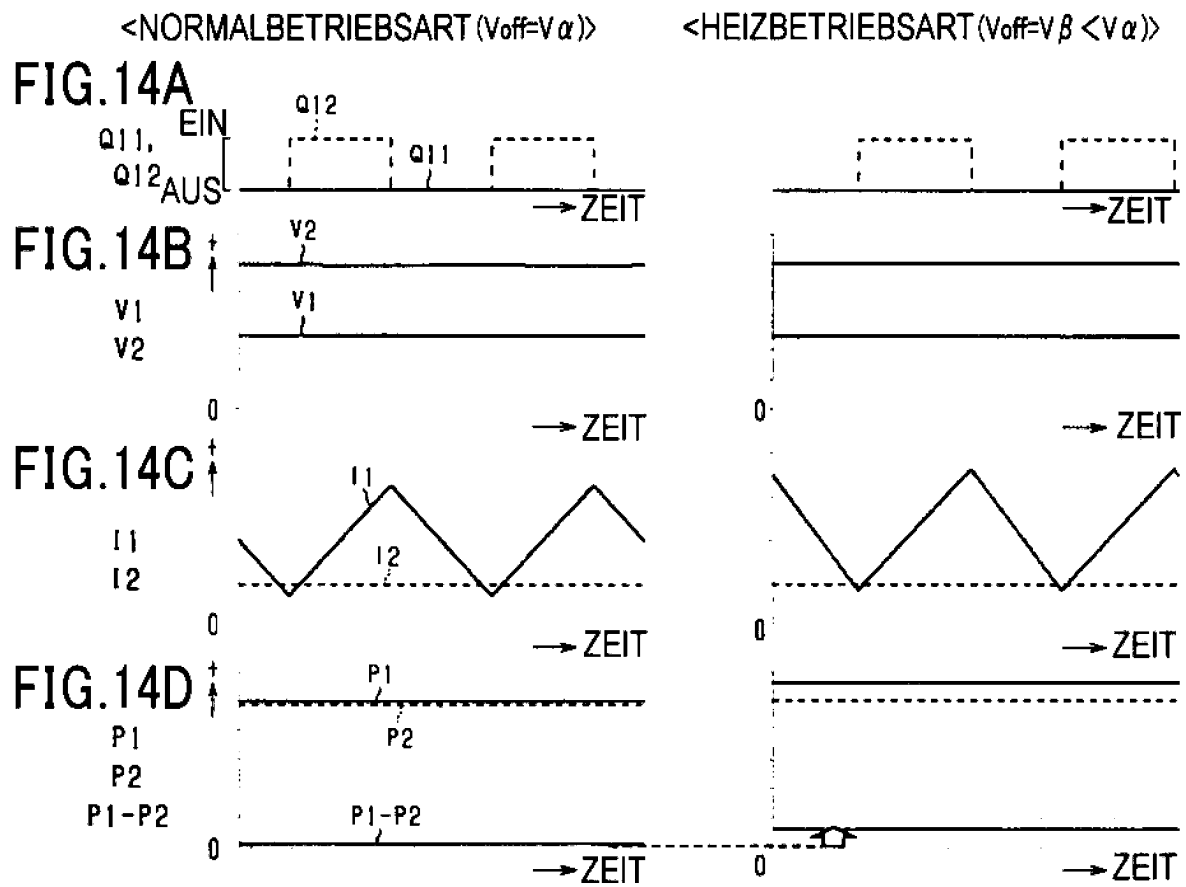 <NORMALBETRIEBSART (Voff=Vα)> <HEIZBETRIEBSART (Voff=Vβ<Vα)>
FIG.14A
Q12
EIN
Q11,
Q11
Q12
AUS
→ZEIT →ZEIT
FIG.14B
+
V2
V1
V1
V2
0 0
→ZEIT →ZEIT
FIG.14C
+
I1
I1
I2
I2
0 0
→ZEIT →ZEIT
FIG.14D
+
P1
P2
P1
P2
P1-P2 P1-P2
0 0
→ZEIT →ZEIT